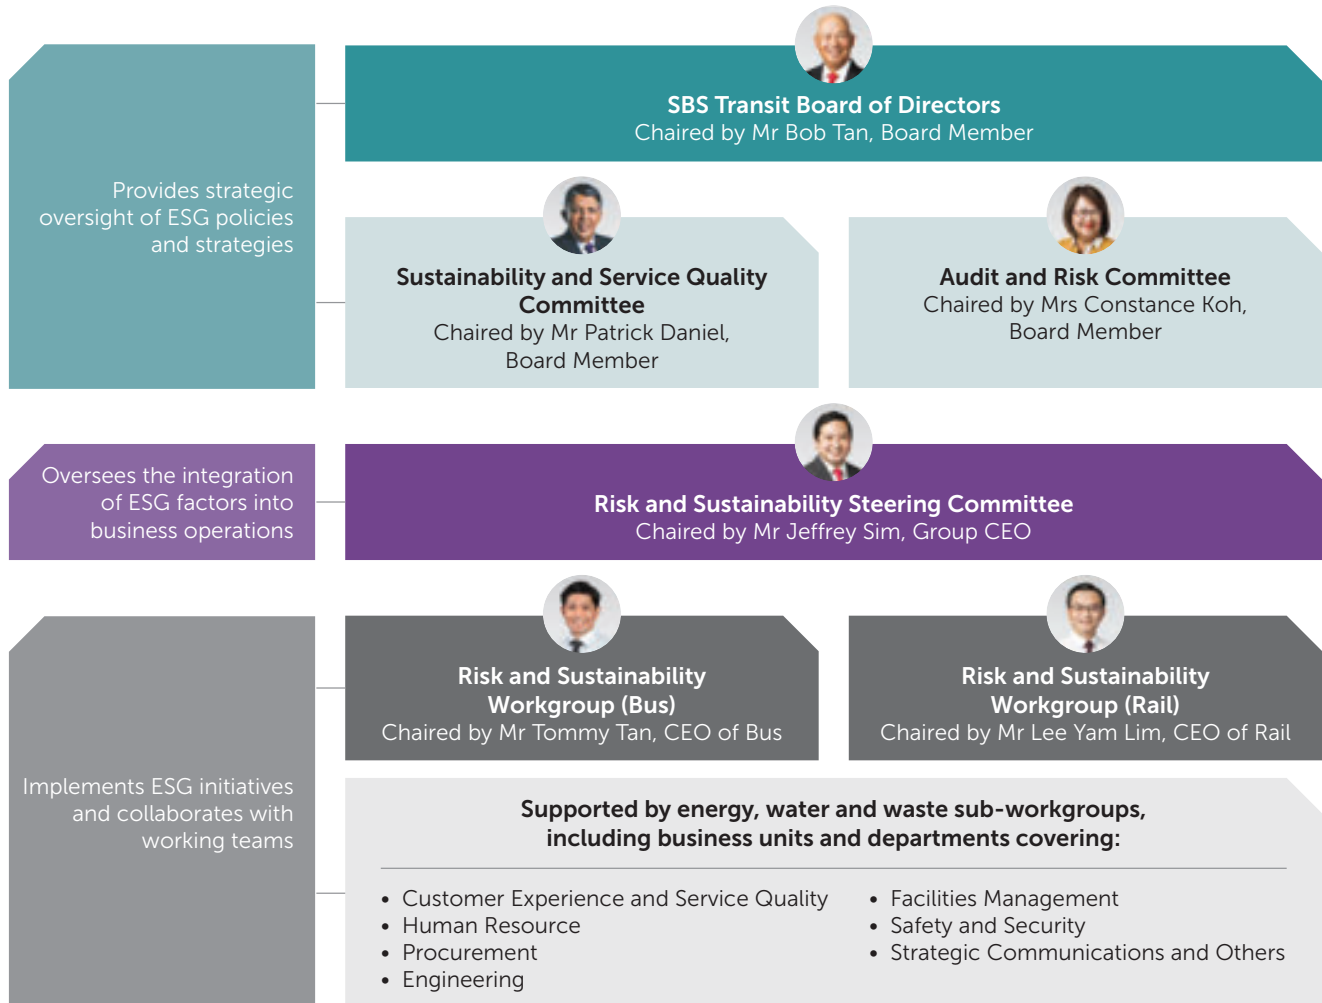 Provides strategic
oversight of ESG policies
and strategies
SBS Transit Board of Directors
Chaired by Mr Bob Tan, Board Member
Sustainability and Service Quality
Committee
Chaired by Mr Patrick Daniel,
Board Member
Audit and Risk Committee
Chaired by Mrs Constance Koh,
Board Member
Oversees the integration
of ESG factors into
business operations
Risk and Sustainability Steering Committee
Chaired by Mr Jeffrey Sim, Group CEO
Implements ESG initiatives
and collaborates with
working teams
Risk and Sustainability
Workgroup (Bus)
Chaired by Mr Tommy Tan, CEO of Bus
Risk and Sustainability
Workgroup (Rail)
Chaired by Mr Lee Yam Lim, CEO of Rail
Supported by energy, water and waste sub-workgroups,
including business units and departments covering:
• Customer Experience and Service Quality
• Human Resource
• Procurement
• Engineering
• Facilities Management
• Safety and Security
• Strategic Communications and Others